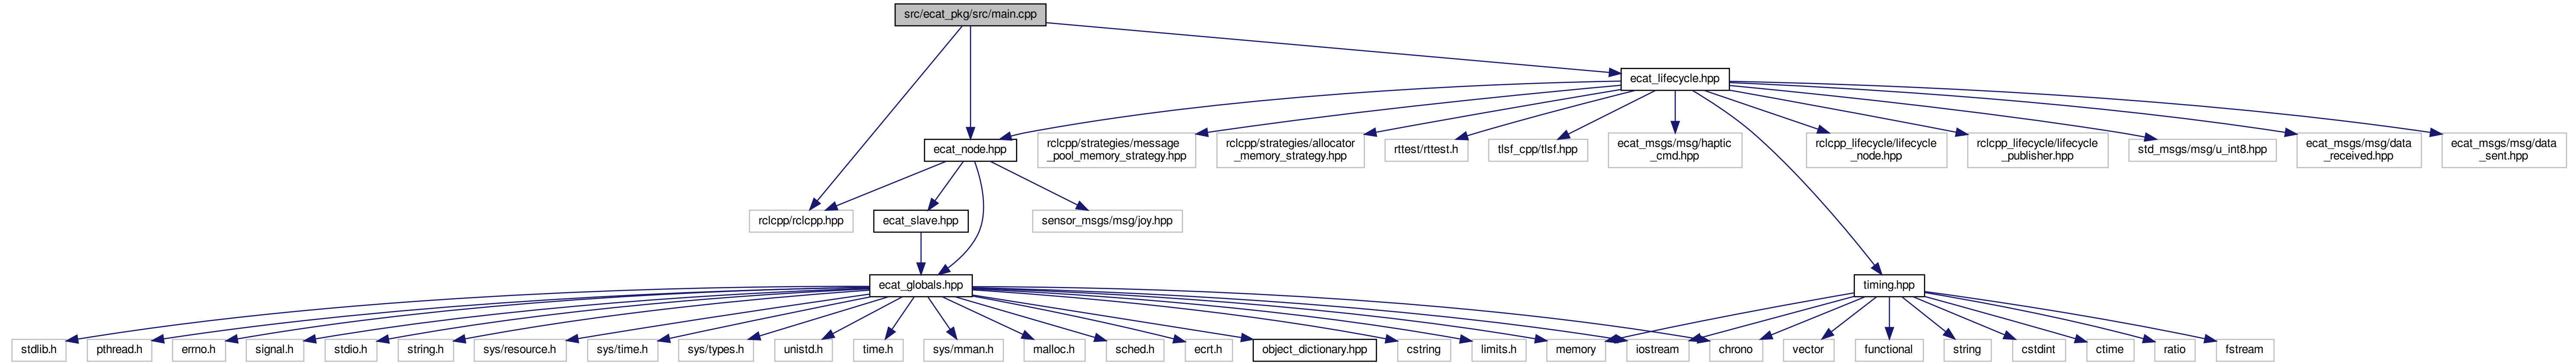 src/ecat_pkg/src/main.cpp
ecat_lifecycle.hpp
ecat_node.hpp
rclcpp/strategies/message
_pool_memory_strategy.hpp
rclcpp/strategies/allocator
_memory_strategy.hpp
rttest/rttest.h
tlsf_cpp/tlsf.hpp
ecat_msgs/msg/haptic
_cmd.hpp
rclcpp_lifecycle/lifecycle
_node.hpp
rclcpp_lifecycle/lifecycle
_publisher.hpp
std_msgs/msg/u_int8.hpp
ecat_msgs/msg/data
_received.hpp
ecat_msgs/msg/data
_sent.hpp
rclcpp/rclcpp.hpp
ecat_slave.hpp
sensor_msgs/msg/joy.hpp
ecat_globals.hpp
timing.hpp
stdlib.h
pthread.h
errno.h
signal.h
stdio.h
string.h
sys/resource.h
sys/time.h
sys/types.h
unistd.h
time.h
sys/mman.h
malloc.h
sched.h
ecrt.h
object_dictionary.hpp
cstring
limits.h
memory
iostream
chrono
vector
functional
string
cstdint
ctime
ratio
fstream